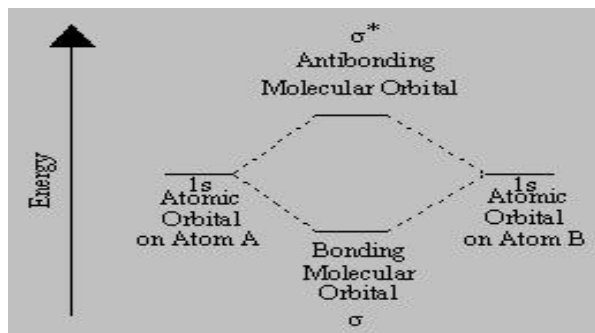 σ*
Antibonding
Molecular Orbital
Energy
1s
Atomic
Orbital
on Atom A
1s
Atomic
Orbital
on Atom B
Bonding
Molecular
Orbital
σ